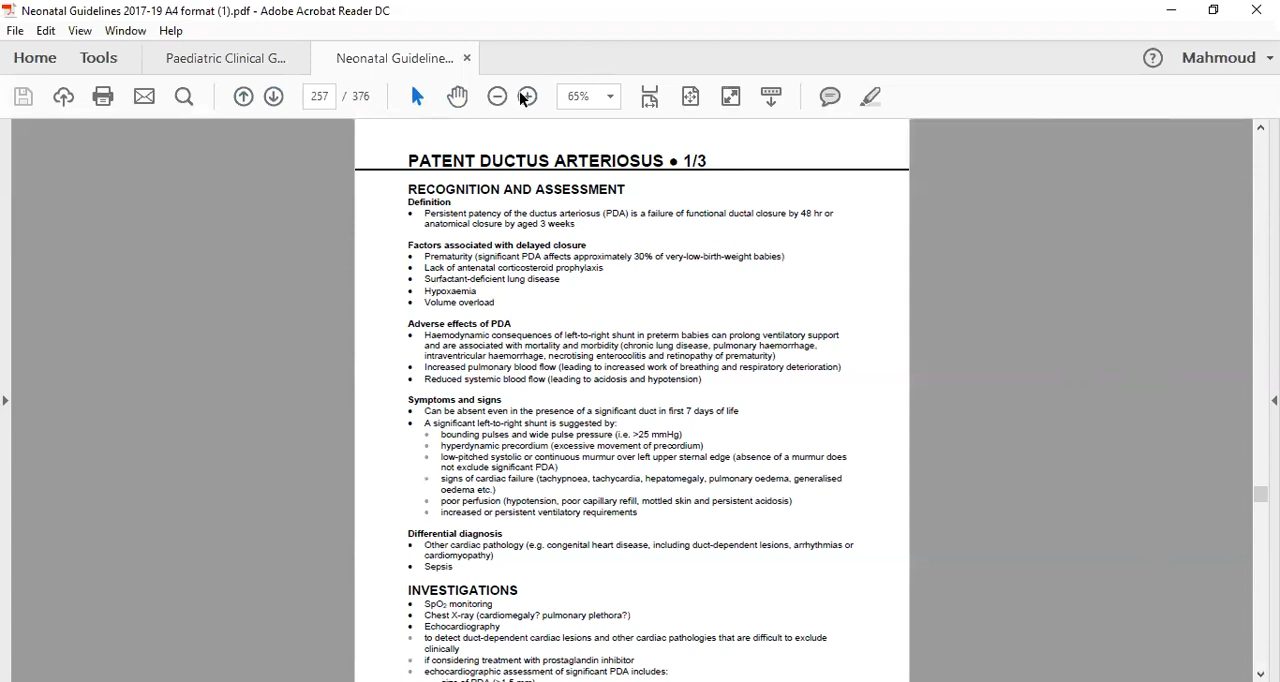 Neonatal Guidelines 2017-19 A4 format (1).pdf - Adobe Acrobat Reader DC
File Edit View Window Help
Home Tools Paediatric Clinical G... Neonatal Guideline... × ? Mahmoud
257 / 376 65%
PATENT DUCTUS ARTERIOSUS ● 1/3
RECOGNITION AND ASSESSMENT
Definition
• Persistent patency of the ductus arteriosus (PDA) is a failure of functional ductal closure by 48 hr or
anatomical closure by aged 3 weeks
Factors associated with delayed closure
• Prematurity (significant PDA affects approximately 30% of very-low-birth-weight babies)
• Lack of antenatal corticosteroid prophylaxis
• Surfactant-deficient lung disease
• Hypoxaemia
• Volume overload
Adverse effects of PDA
• Haemodynamic consequences of left-to-right shunt in preterm babies can prolong ventilatory support
and are associated with mortality and morbidity (chronic lung disease, pulmonary haemorrhage,
intraventricular haemorrhage, necrotising enterocolitis and retinopathy of prematurity)
• Increased pulmonary blood flow (leading to increased work of breathing and respiratory deterioration)
• Reduced systemic blood flow (leading to acidosis and hypotension)
Symptoms and signs
• Can be absent even in the presence of a significant duct in first 7 days of life
• A significant left-to-right shunt is suggested by:
• bounding pulses and wide pulse pressure (i.e. >25 mmHg)
• hyperdynamic precordium (excessive movement of precordium)
• low-pitched systolic or continuous murmur over left upper sternal edge (absence of a murmur does
not exclude significant PDA)
• signs of cardiac failure (tachypnoea, tachycardia, hepatomegaly, pulmonary oedema, generalised
oedema etc.)
• poor perfusion (hypotension, poor capillary refill, mottled skin and persistent acidosis)
• increased or persistent ventilatory requirements
Differential diagnosis
• Other cardiac pathology (e.g. congenital heart disease, including duct-dependent lesions, arrhythmias or
cardiomyopathy)
• Sepsis
INVESTIGATIONS
• SpO₂ monitoring
• Chest X-ray (cardiomegaly? pulmonary plethora?)
• Echocardiography
• to detect duct-dependent cardiac lesions and other cardiac pathologies that are difficult to exclude
clinically
• if considering treatment with prostaglandin inhibitor
• echocardiographic assessment of significant PDA includes:
size of PDA (>1.5 mm)